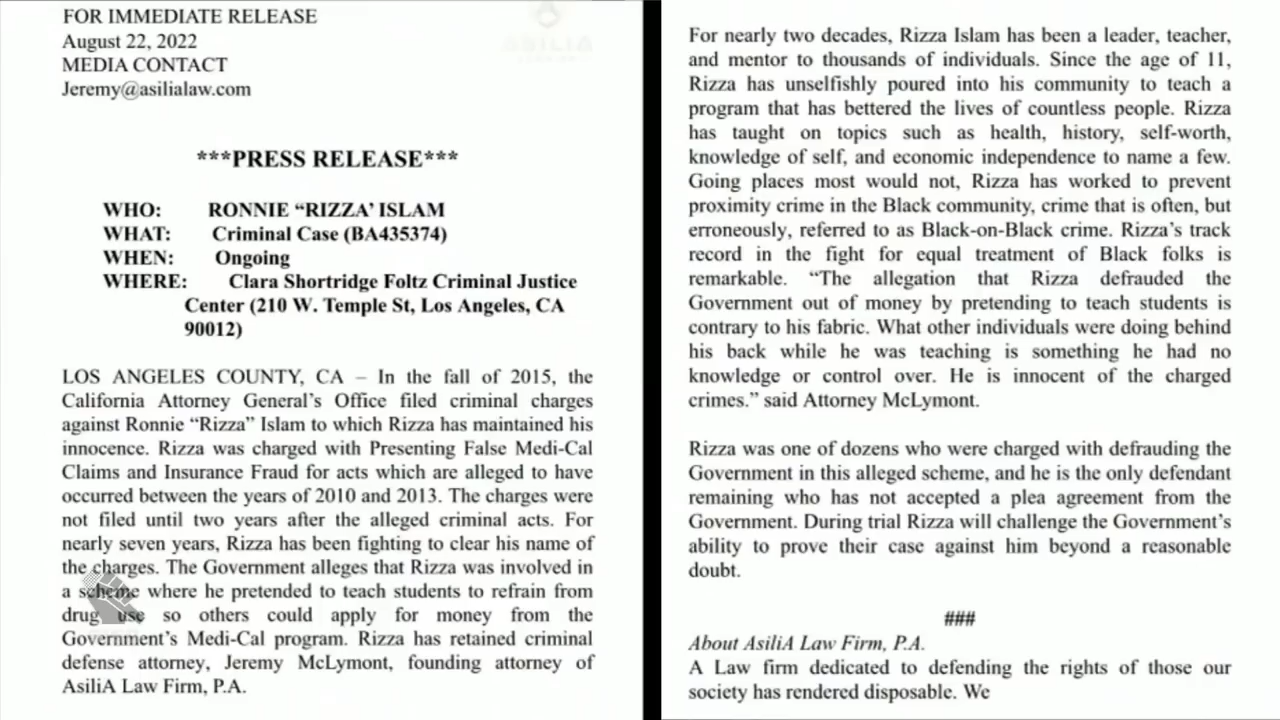 FOR IMMEDIATE RELEASE
August 22, 2022
MEDIA CONTACT
Jeremy@asilialaw.com
ASILIA
***PRESS RELEASE***
WHO: RONNIE “RIZZA’ ISLAM
WHAT: Criminal Case (BA435374)
WHEN: Ongoing
WHERE: Clara Shortridge Foltz Criminal Justice
Center (210 W. Temple St, Los Angeles, CA
90012)
LOS ANGELES COUNTY, CA – In the fall of 2015, the
California Attorney General’s Office filed criminal charges
against Ronnie “Rizza” Islam to which Rizza has maintained his
innocence. Rizza was charged with Presenting False Medi-Cal
Claims and Insurance Fraud for acts which are alleged to have
occurred between the years of 2010 and 2013. The charges were
not filed until two years after the alleged criminal acts. For
nearly seven years, Rizza has been fighting to clear his name of
the charges. The Government alleges that Rizza was involved in
a scheme where he pretended to teach students to refrain from
drug use so others could apply for money from the
Government’s Medi-Cal program. Rizza has retained criminal
defense attorney, Jeremy McLymont, founding attorney of
AsiliA Law Firm, P.A.
For nearly two decades, Rizza Islam has been a leader, teacher,
and mentor to thousands of individuals. Since the age of 11,
Rizza has unselfishly poured into his community to teach a
program that has bettered the lives of countless people. Rizza
has taught on topics such as health, history, self-worth,
knowledge of self, and economic independence to name a few.
Going places most would not, Rizza has worked to prevent
proximity crime in the Black community, crime that is often, but
erroneously, referred to as Black-on-Black crime. Rizza’s track
record in the fight for equal treatment of Black folks is
remarkable. “The allegation that Rizza defrauded the
Government out of money by pretending to teach students is
contrary to his fabric. What other individuals were doing behind
his back while he was teaching is something he had no
knowledge or control over. He is innocent of the charged
crimes.” said Attorney McLymont.
Rizza was one of dozens who were charged with defrauding the
Government in this alleged scheme, and he is the only defendant
remaining who has not accepted a plea agreement from the
Government. During trial Rizza will challenge the Government’s
ability to prove their case against him beyond a reasonable
doubt.
###
About AsiliA Law Firm, P.A.
A Law firm dedicated to defending the rights of those our
society has rendered disposable. We